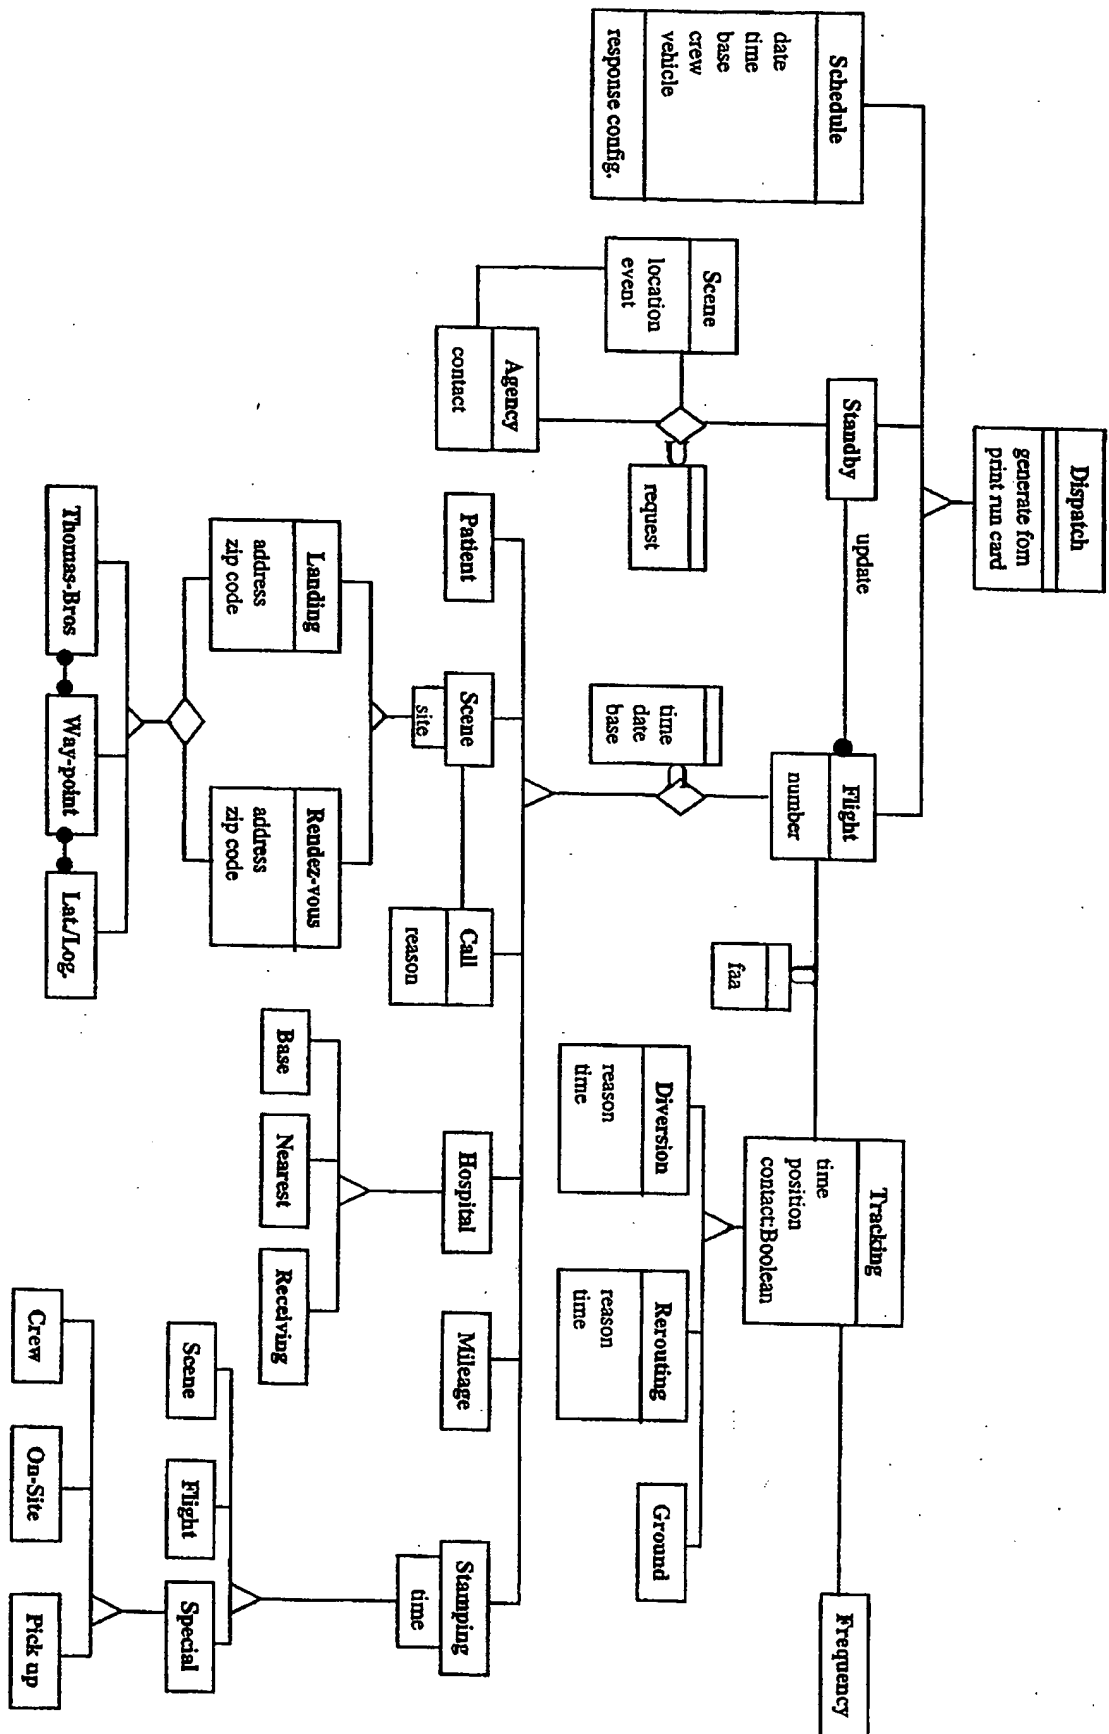 Dispatch
generate fom
print run card
Schedule
date
time
base
crew
vehicle
response config.
Standby
update
Flight
number
Tracking
time
position
contact:Boolean
Frequency
faa
Scene
location
event
Agency
contact
request
time
date
base
Diversion
reason
time
Rerouting
reason
time
Ground
Patient
Scene
site
Call
reason
Hospital
Mileage
Stamping
time
Landing
address
zip code
Rendez-vous
address
zip code
Base
Nearest
Receiving
Scene
Flight
Special
Thomas-Bros
Way-point
Lat./Log.
Crew
On-Site
Pick up